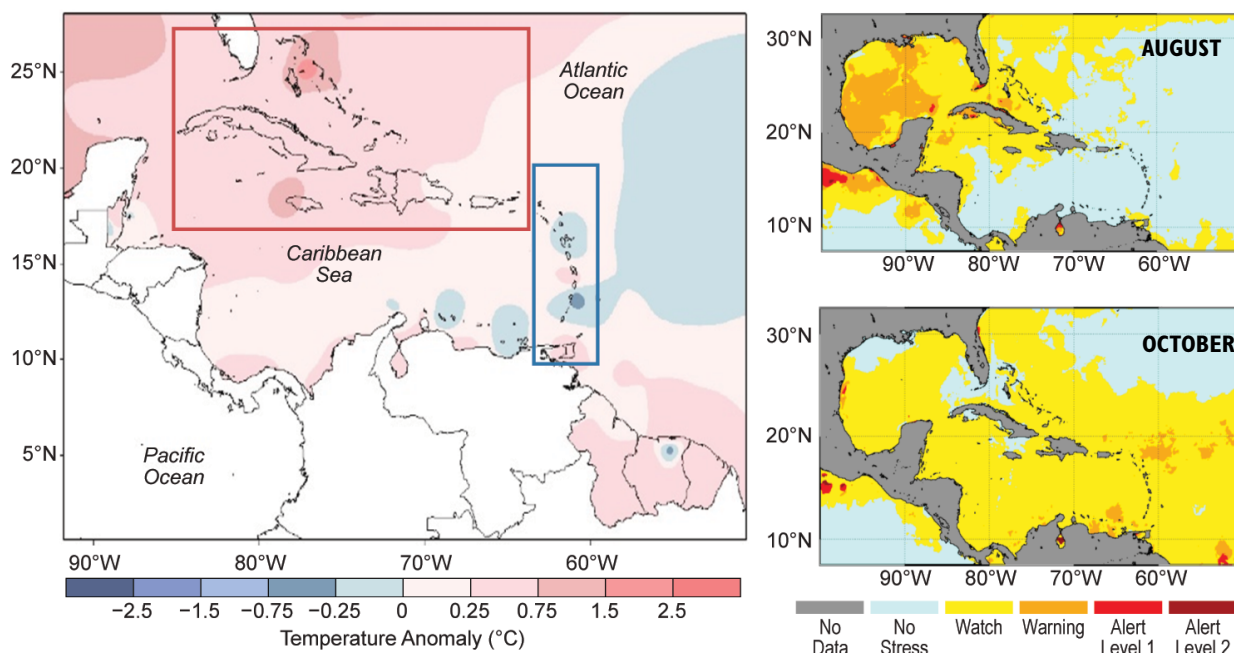 25°N
20°N
15°N
10°N
5°N
Atlantic
Ocean
Caribbean
Sea
Pacific
Ocean
90°W
80°W
70°W
60°W
−2.5
−1.5
−0.75
−0.25
0
0.25
0.75
1.5
2.5
Temperature Anomaly (°C)
30°N
20°N
10°N
AUGUST
90°W
80°W
70°W
60°W
30°N
20°N
10°N
OCTOBER
90°W
80°W
70°W
60°W
No
Data
No
Stress
Watch
Warning
Alert
Level 1
Alert
Level 2